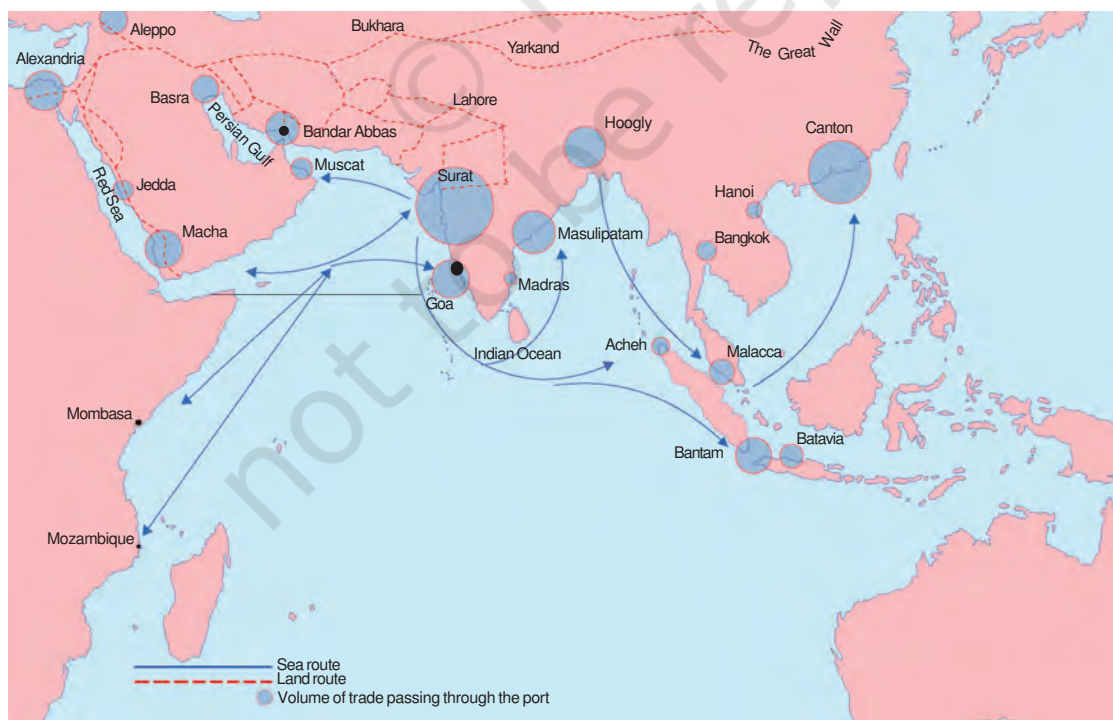 Aleppo
Bukhara
Yarkand
The Great Wall
Alexandria
Basra
Persian Gulf
Lahore
Bandar Abbas
Hoogly
Canton
Muscat
Surat
Jedda
Red Sea
Hanoi
Macha
Masulipatam
Bangkok
Madras
Goa
Indian Ocean
Acheh
Malacca
Mombasa
Bantam
Batavia
Mozambique
Sea route
Land route
Volume of trade passing through the port
© not to be re